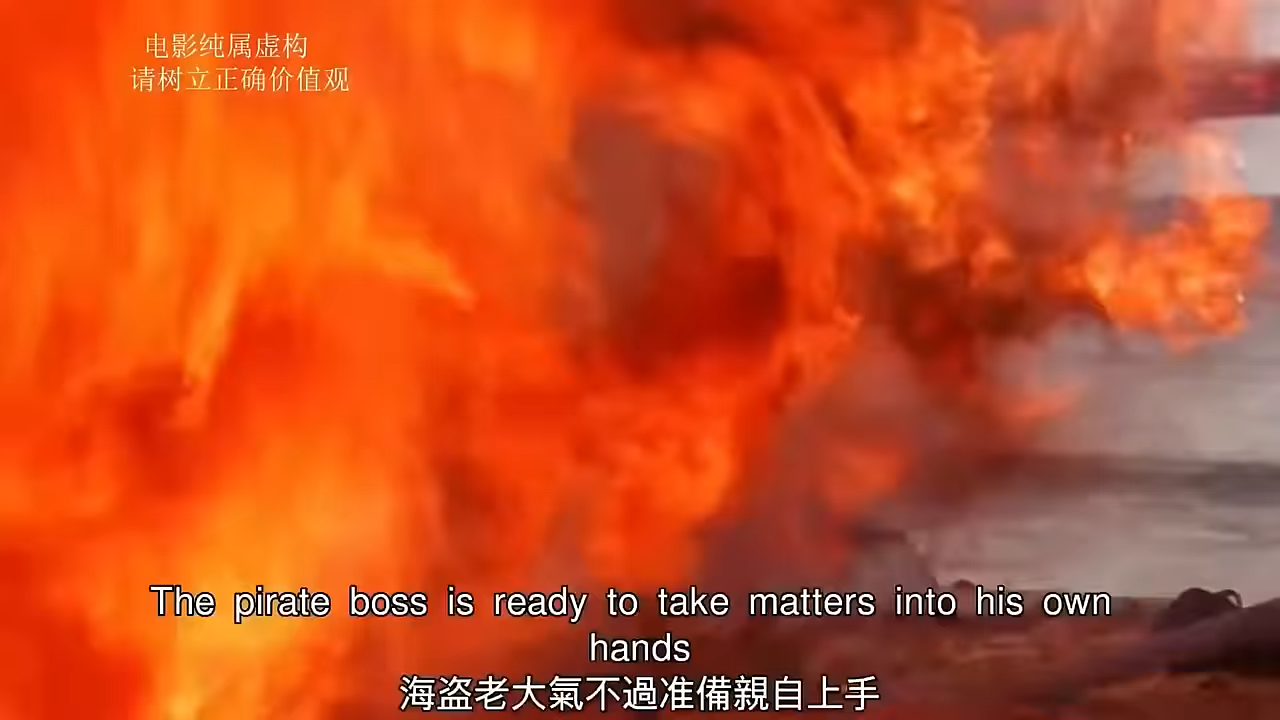 电影纯属虚构
请树立正确价值观
The pirate boss is ready to take matters into his own
hands
海盗老大氣不過准備親自上手